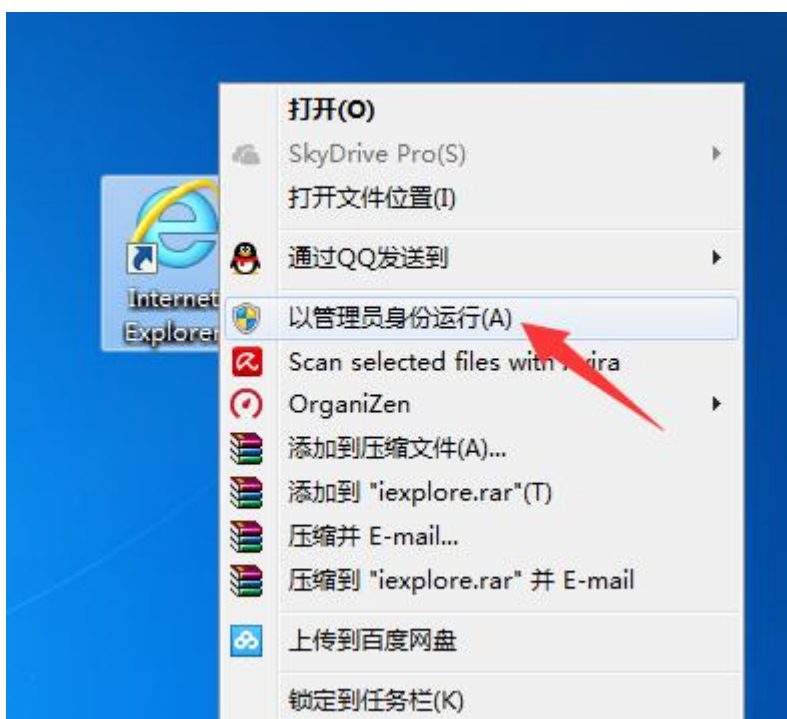 打开(O)
SkyDrive Pro(S)
打开文件位置(I)
通过QQ发送到
Internet
Explorer
以管理员身份运行(A)
Scan selected files with Avira
OrganiZen
添加到压缩文件(A)...
添加到 "iexplore.rar"(T)
压缩并 E-mail...
压缩到 "iexplore.rar" 并 E-mail
上传到百度网盘
锁定到任务栏(K)